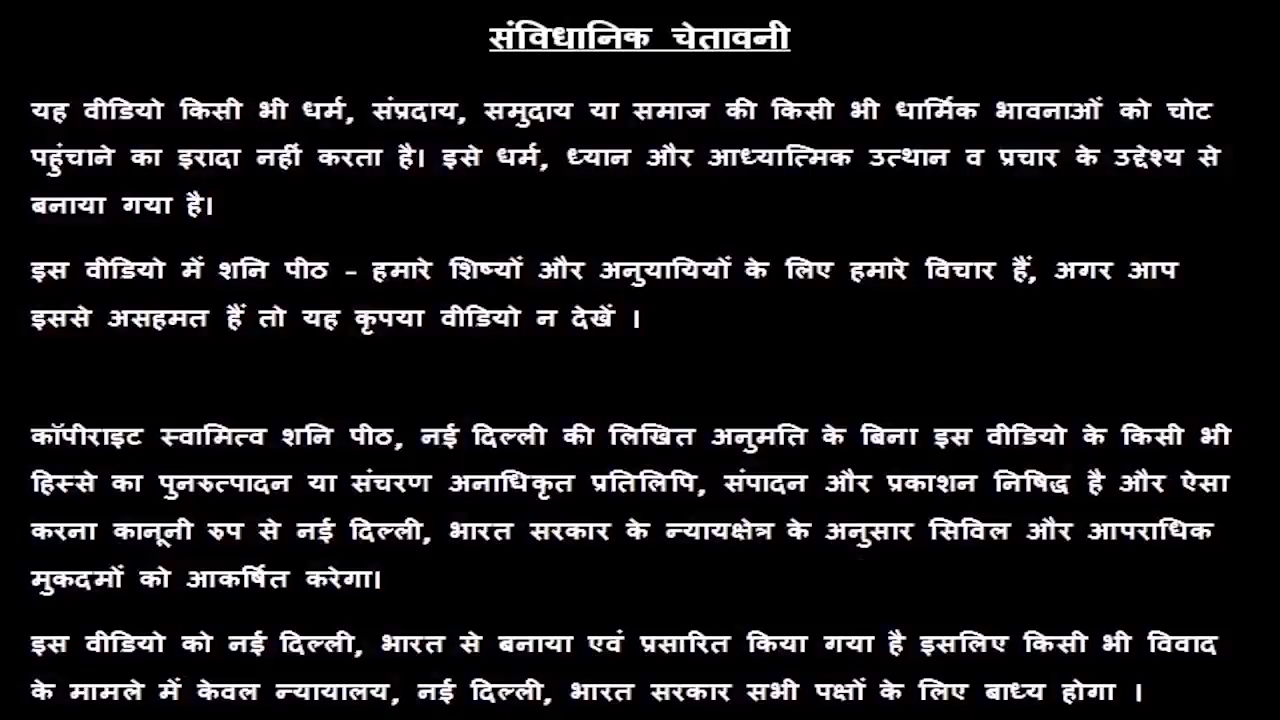 संविधानिक चेतावनी
यह वीडियो किसी भी धर्म, संप्रदाय, समुदाय या समाज की किसी भी धार्मिक भावनाओं को चोट
पहुंचाने का इरादा नहीं करता है। इसे धर्म, ध्यान और आध्यात्मिक उत्थान व प्रचार के उद्देश्य से
बनाया गया है।
इस वीडियो में शनि पीठ – हमारे शिष्यों और अनुयायियों के लिए हमारे विचार हैं, अगर आप
इससे असहमत हैं तो यह कृपया वीडियो न देखें ।
कॉपीराइट स्वामित्व शनि पीठ, नई दिल्ली की लिखित अनुमति के बिना इस वीडियो के किसी भी
हिस्से का पुनरुत्पादन या संचरण अनाधिकृत प्रतिलिपि, संपादन और प्रकाशन निषिद्ध है और ऐसा
करना कानूनी रुप से नई दिल्ली, भारत सरकार के न्यायक्षेत्र के अनुसार सिविल और आपराधिक
मुकदमों को आकर्षित करेगा।
इस वीडियो को नई दिल्ली, भारत से बनाया एवं प्रसारित किया गया है इसलिए किसी भी विवाद
के मामले में केवल न्यायालय, नई दिल्ली, भारत सरकार सभी पक्षों के लिए बाध्य होगा ।